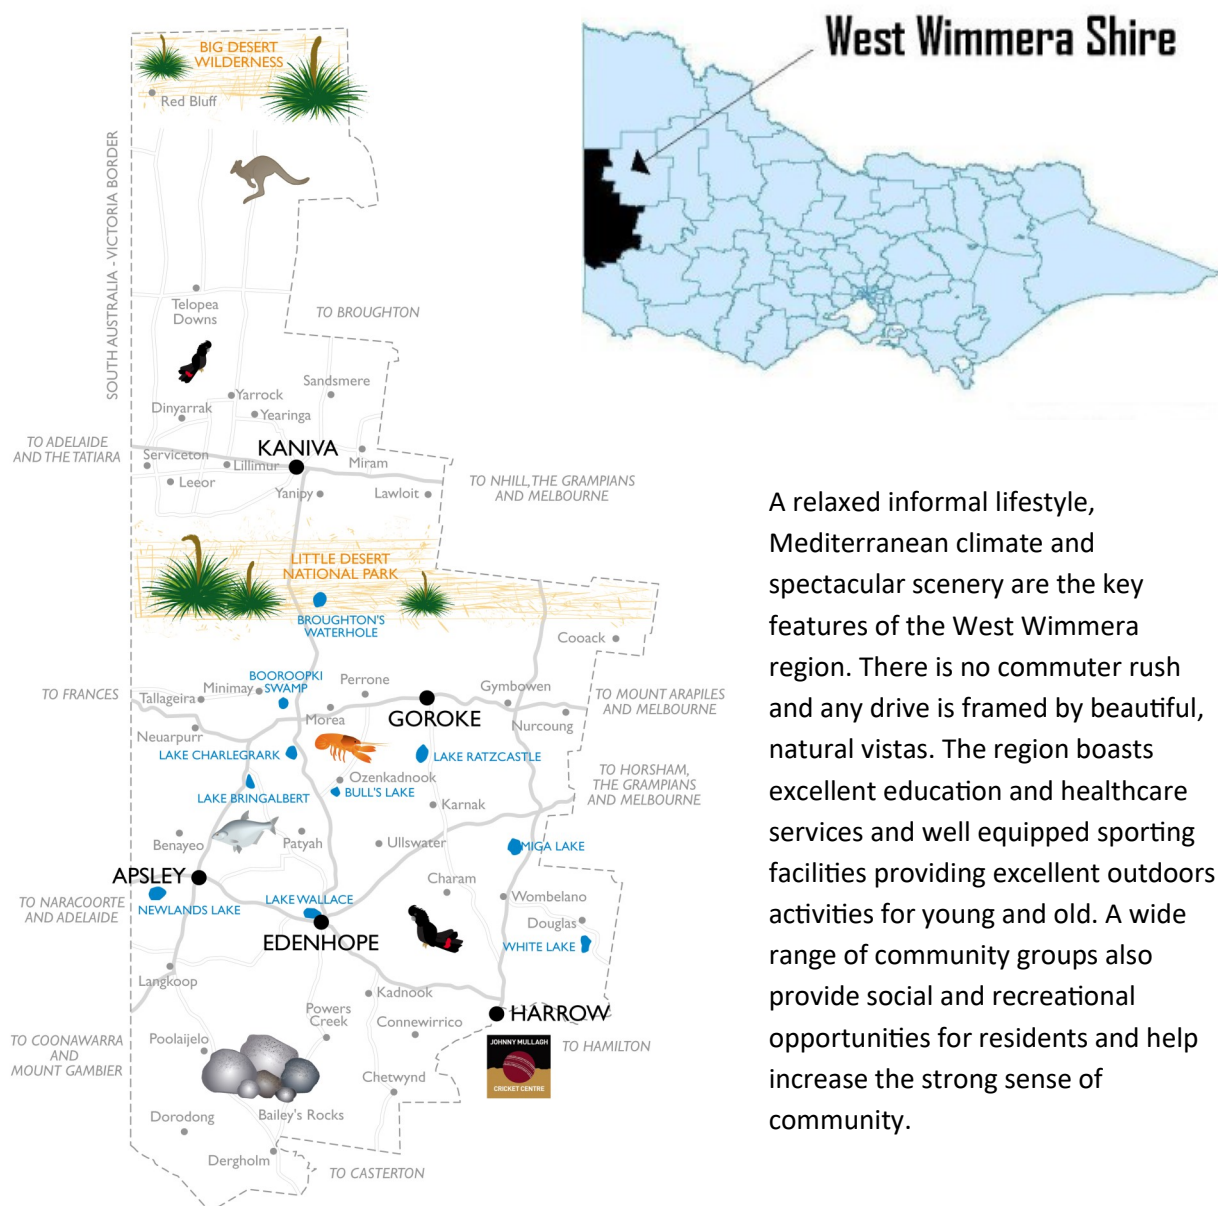 West Wimmera Shire
BIG DESERT
WILDERNESS
Red Bluff
SOUTH AUSTRALIA - VICTORIA BORDER
Telopea
Downs
TO BROUGHTON
Sandsmere
Yarrock
Dinyarrak
Yearinga
TO ADELAIDE
AND THE TATIARA
KANIVA
Serviceton
Lillimur
Miram
Leeor
Yanipy
Lawloit
TO NHILL, THE GRAMPIANS
AND MELBOURNE
LITTLE DESERT
NATIONAL PARK
BROUGHTON'S
WATERHOLE
Cooack
TO FRANCES
BOOROOPKI
SWAMP
Minimay
Tallageira
Perrone
Gymbowen
TO MOUNT ARAPILES
AND MELBOURNE
Morea
GOROKE
Nurcoung
Neuarpurr
LAKE CHARLEGRARK
LAKE RATZCASTLE
TO HORSHAM,
THE GRAMPIANS
AND MELBOURNE
Ozenkadnook
LAKE BRINGALBERT
BULL'S LAKE
Karnak
Benayeo
Patyah
Ullswater
MIGA LAKE
APSLEY
Charam
Wombelano
TO NARACOORTE
AND ADELAIDE
NEWLANDS LAKE
LAKE WALLACE
Douglas
EDENHOPE
WHITE LAKE
Langkoop
Kadnook
Powers
Creek
Connewirrico
HARROW
TO COONAWARRA
AND
MOUNT GAMBIER
Poolaijelo
JOHNNY MULLAGH
CRICKET CENTRE
TO HAMILTON
Chetwynd
Dorodong
Bailey's Rocks
Dergholm
TO CASTERTON
A relaxed informal lifestyle,
Mediterranean climate and
spectacular scenery are the key
features of the West Wimmera
region. There is no commuter rush
and any drive is framed by beautiful,
natural vistas. The region boasts
excellent education and healthcare
services and well equipped sporting
facilities providing excellent outdoors
activities for young and old. A wide
range of community groups also
provide social and recreational
opportunities for residents and help
increase the strong sense of
community.